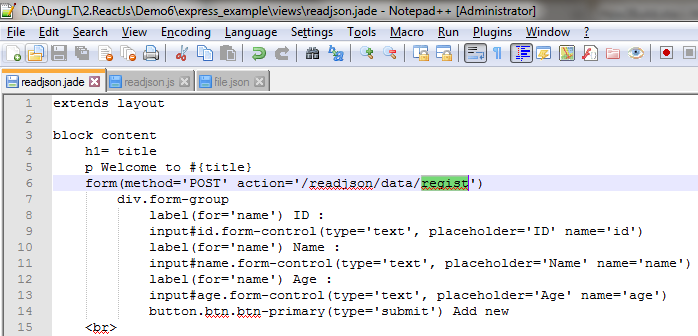 D:\DungLT\2.ReactJs\Demo6\express_example\views\readjson.jade - Notepad++ [Administrator]
File Edit Search View Encoding Language Settings Tools Macro Run Plugins Window ?
readjson.jade readjson.js file.json
1 extends layout
2
3 block content
4 h1= title
5 p Welcome to #{title}
6 form(method='POST' action='/readjson/data/regist')
7 div.form-group
8 label(for='name') ID :
9 input#id.form-control(type='text', placeholder='ID' name='id')
10 label(for='name') Name :
11 input#name.form-control(type='text', placeholder='Name' name='name')
12 label(for='name') Age :
13 input#age.form-control(type='text', placeholder='Age' name='age')
14 button.btn.btn-primary(type='submit') Add new
15 <br>